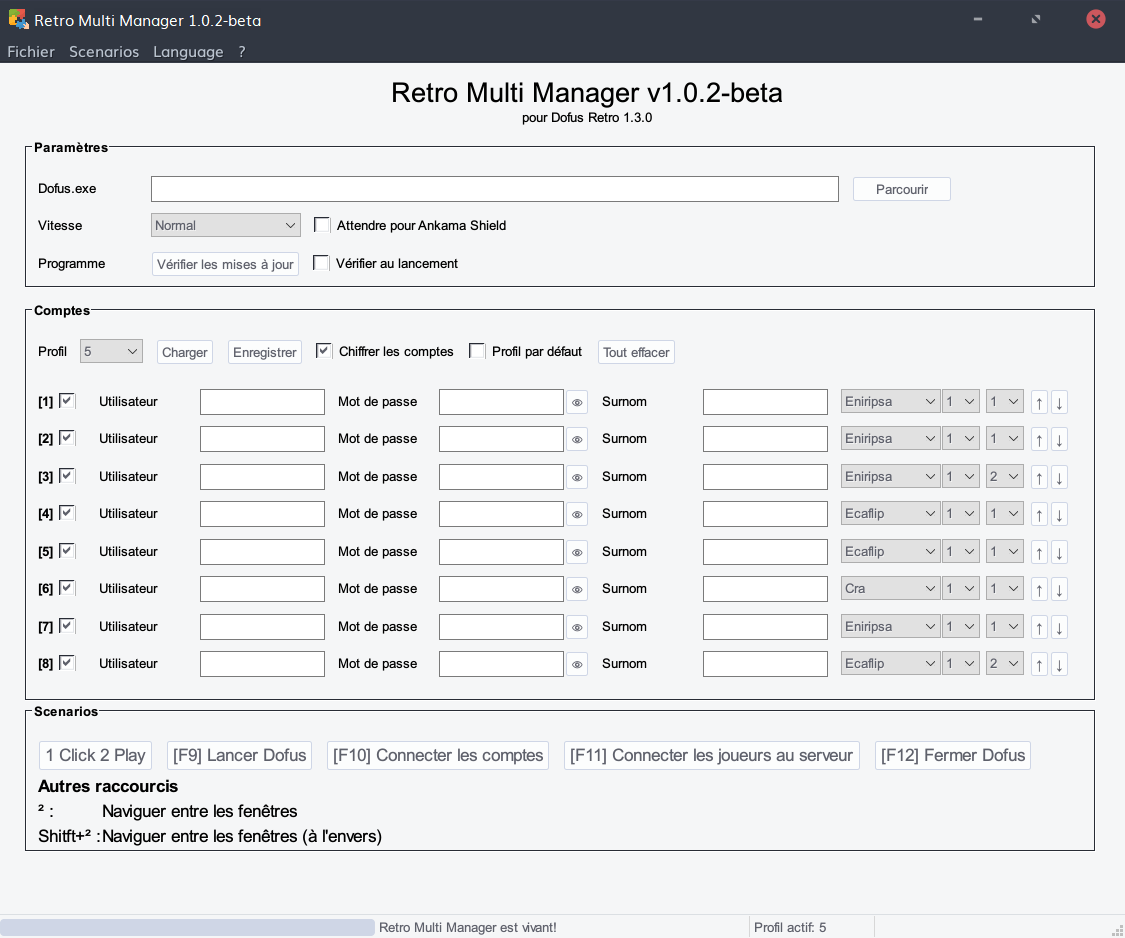 Retro Multi Manager 1.0.2-beta
Fichier Scenarios Language ?
Retro Multi Manager v1.0.2-beta
pour Dofus Retro 1.3.0
Paramètres
Dofus.exe Parcourir
Vitesse Normal Attendre pour Ankama Shield
Programme Vérifier les mises à jour Vérifier au lancement
Comptes
Profil 5 Charger Enregistrer Chiffrer les comptes Profil par défaut Tout effacer
[1] Utilisateur Mot de passe Surnom Eniripsa 1 1 ↑ ↓
[2] Utilisateur Mot de passe Surnom Eniripsa 1 1 ↑ ↓
[3] Utilisateur Mot de passe Surnom Eniripsa 1 2 ↑ ↓
[4] Utilisateur Mot de passe Surnom Ecaflip 1 1 ↑ ↓
[5] Utilisateur Mot de passe Surnom Ecaflip 1 1 ↑ ↓
[6] Utilisateur Mot de passe Surnom Cra 1 1 ↑ ↓
[7] Utilisateur Mot de passe Surnom Eniripsa 1 1 ↑ ↓
[8] Utilisateur Mot de passe Surnom Ecaflip 1 2 ↑ ↓
Scenarios
1 Click 2 Play [F9] Lancer Dofus [F10] Connecter les comptes [F11] Connecter les joueurs au serveur [F12] Fermer Dofus
Autres raccourcis
² : Naviguer entre les fenêtres
Shitft+² : Naviguer entre les fenêtres (à l'envers)
Retro Multi Manager est vivant! Profil actif: 5